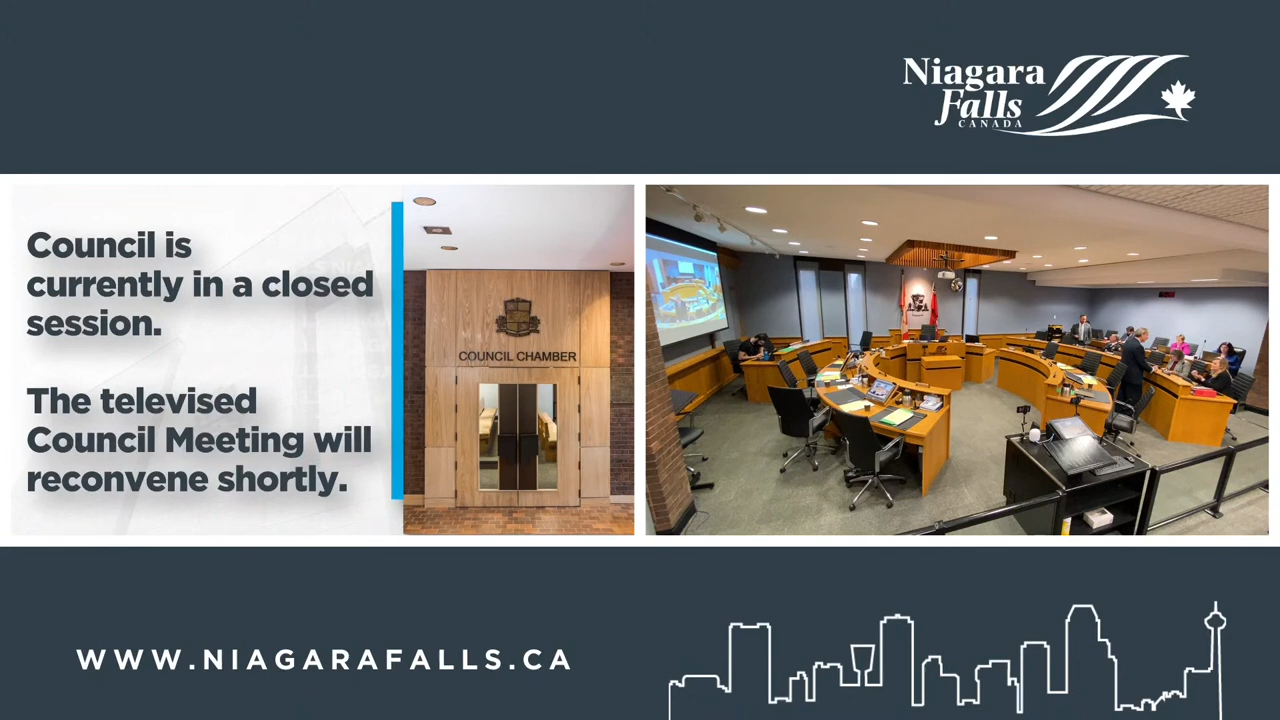 Niagara
Falls
CANADA
Council is
currently in a closed
session.
The televised
Council Meeting will
reconvene shortly.
COUNCIL CHAMBER
WWW.NIAGARAFALLS.CA